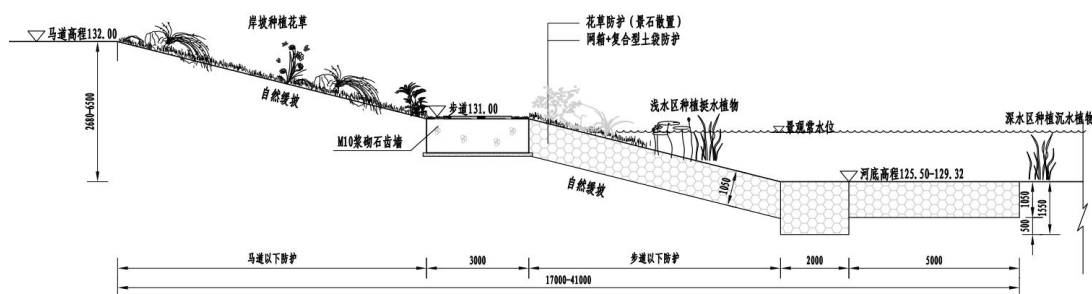 花草防护（景石散置）
网箱+复合型土袋防护
岸坡种植花草
马道高程132.00
自然缓坡
步道131.00
浅水区种植挺水植物
景观常水位
深水区种植沉水植物
M10浆砌石齿墙
自然缓坡
河底高程125.50-129.32
2680-6500
1050
1050
500
1550
马道以下防护
3000
步道以下防护
2000
5000
17000-41000